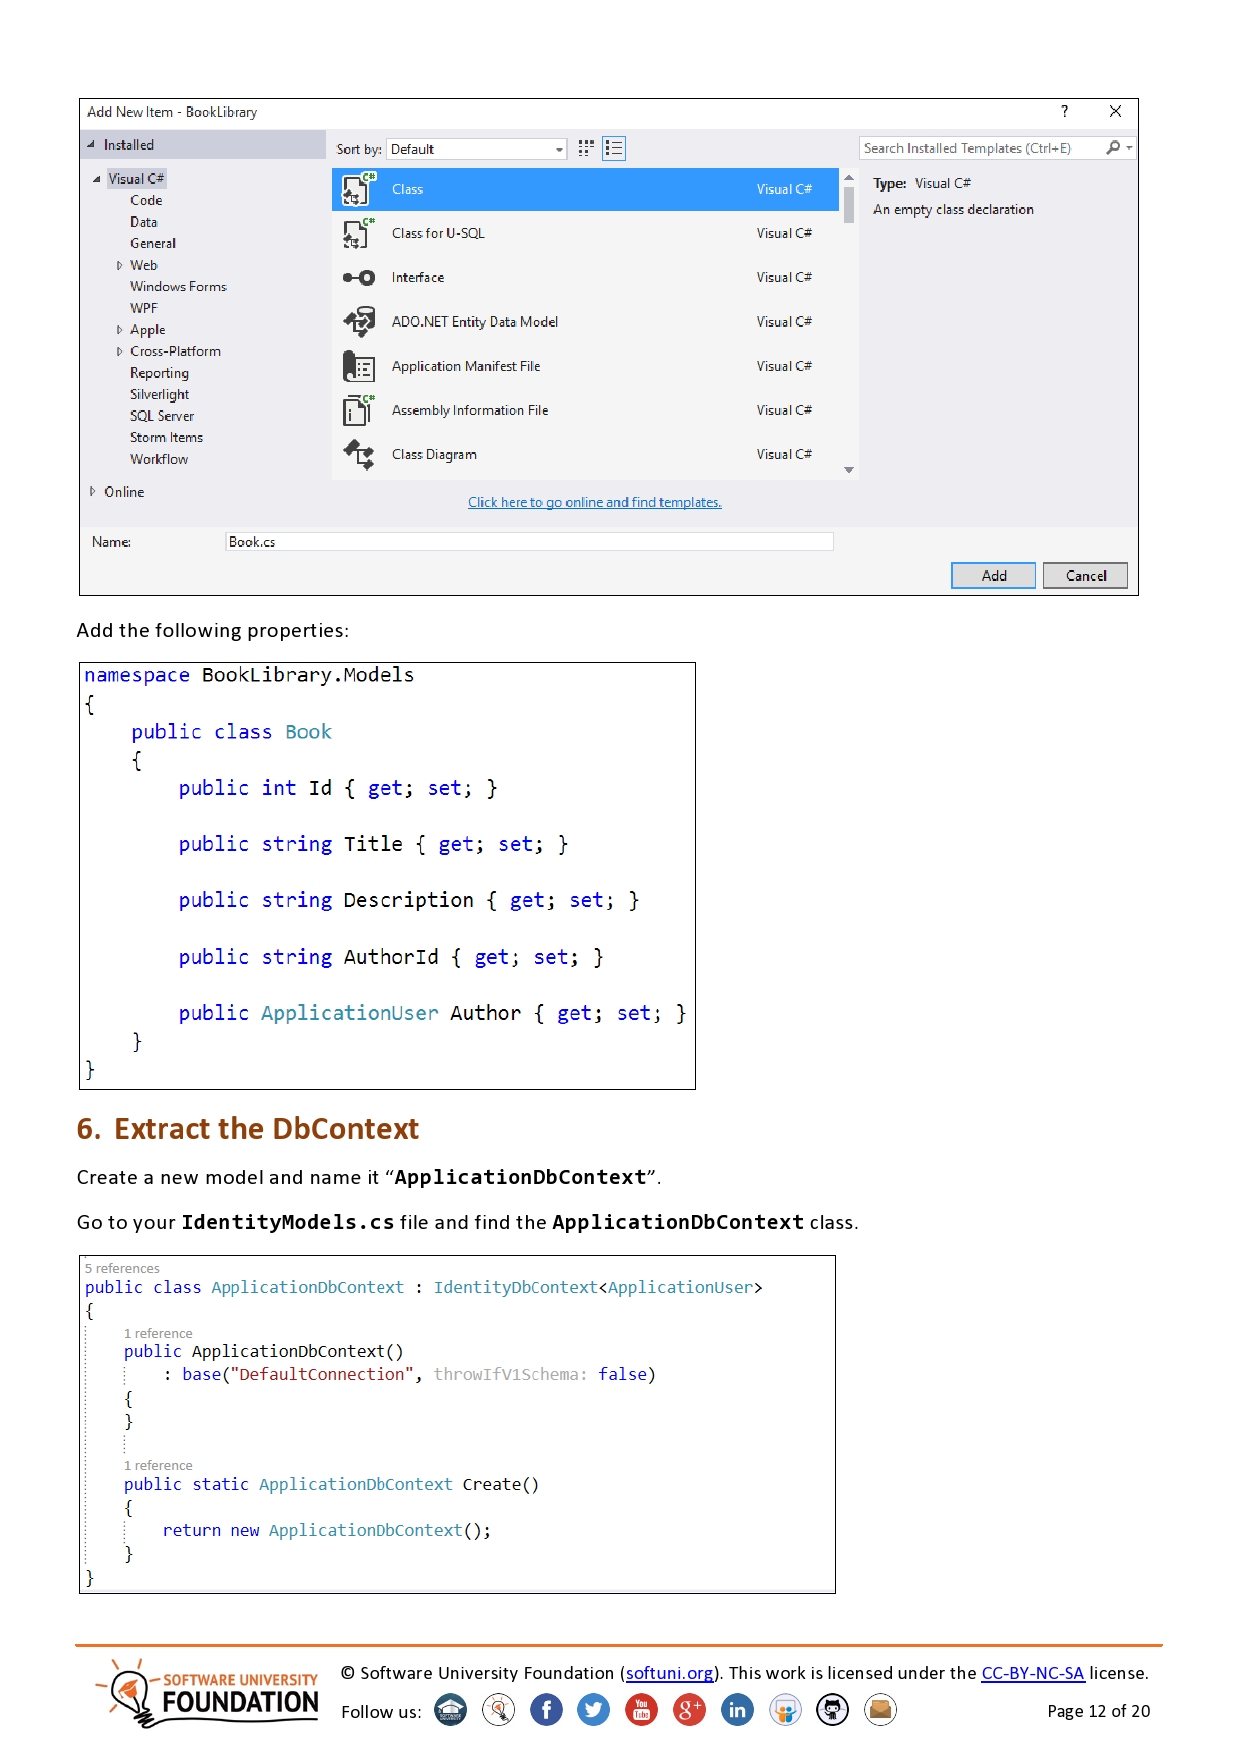 Add New Item - BookLibrary
?
Installed
Sort by: Default
Search Installed Templates (Ctrl+E)
Visual C#
Code
Data
General
Web
Windows Forms
WPF
Apple
Cross-Platform
Reporting
Silverlight
SQL Server
Storm Items
Workflow
Online
Class Visual C#
Class for U-SQL Visual C#
Interface Visual C#
ADO.NET Entity Data Model Visual C#
Application Manifest File Visual C#
Assembly Information File Visual C#
Class Diagram Visual C#
Type: Visual C#
An empty class declaration
Click here to go online and find templates.
Name: Book.cs
Add Cancel
Add the following properties:
namespace BookLibrary.Models
{
public class Book
{
public int Id { get; set; }
public string Title { get; set; }
public string Description { get; set; }
public string AuthorId { get; set; }
public ApplicationUser Author { get; set; }
}
}
6. Extract the DbContext
Create a new model and name it “ApplicationDbContext”.
Go to your IdentityModels.cs file and find the ApplicationDbContext class.
5 references
public class ApplicationDbContext : IdentityDbContext<ApplicationUser>
{
1 reference
public ApplicationDbContext()
: base("DefaultConnection", throwIfV1Schema: false)
{
}
1 reference
public static ApplicationDbContext Create()
{
return new ApplicationDbContext();
}
}
SOFTWARE UNIVERSITY
FOUNDATION
© Software University Foundation (softuni.org). This work is licensed under the CC-BY-NC-SA license.
Follow us:
Page 12 of 20